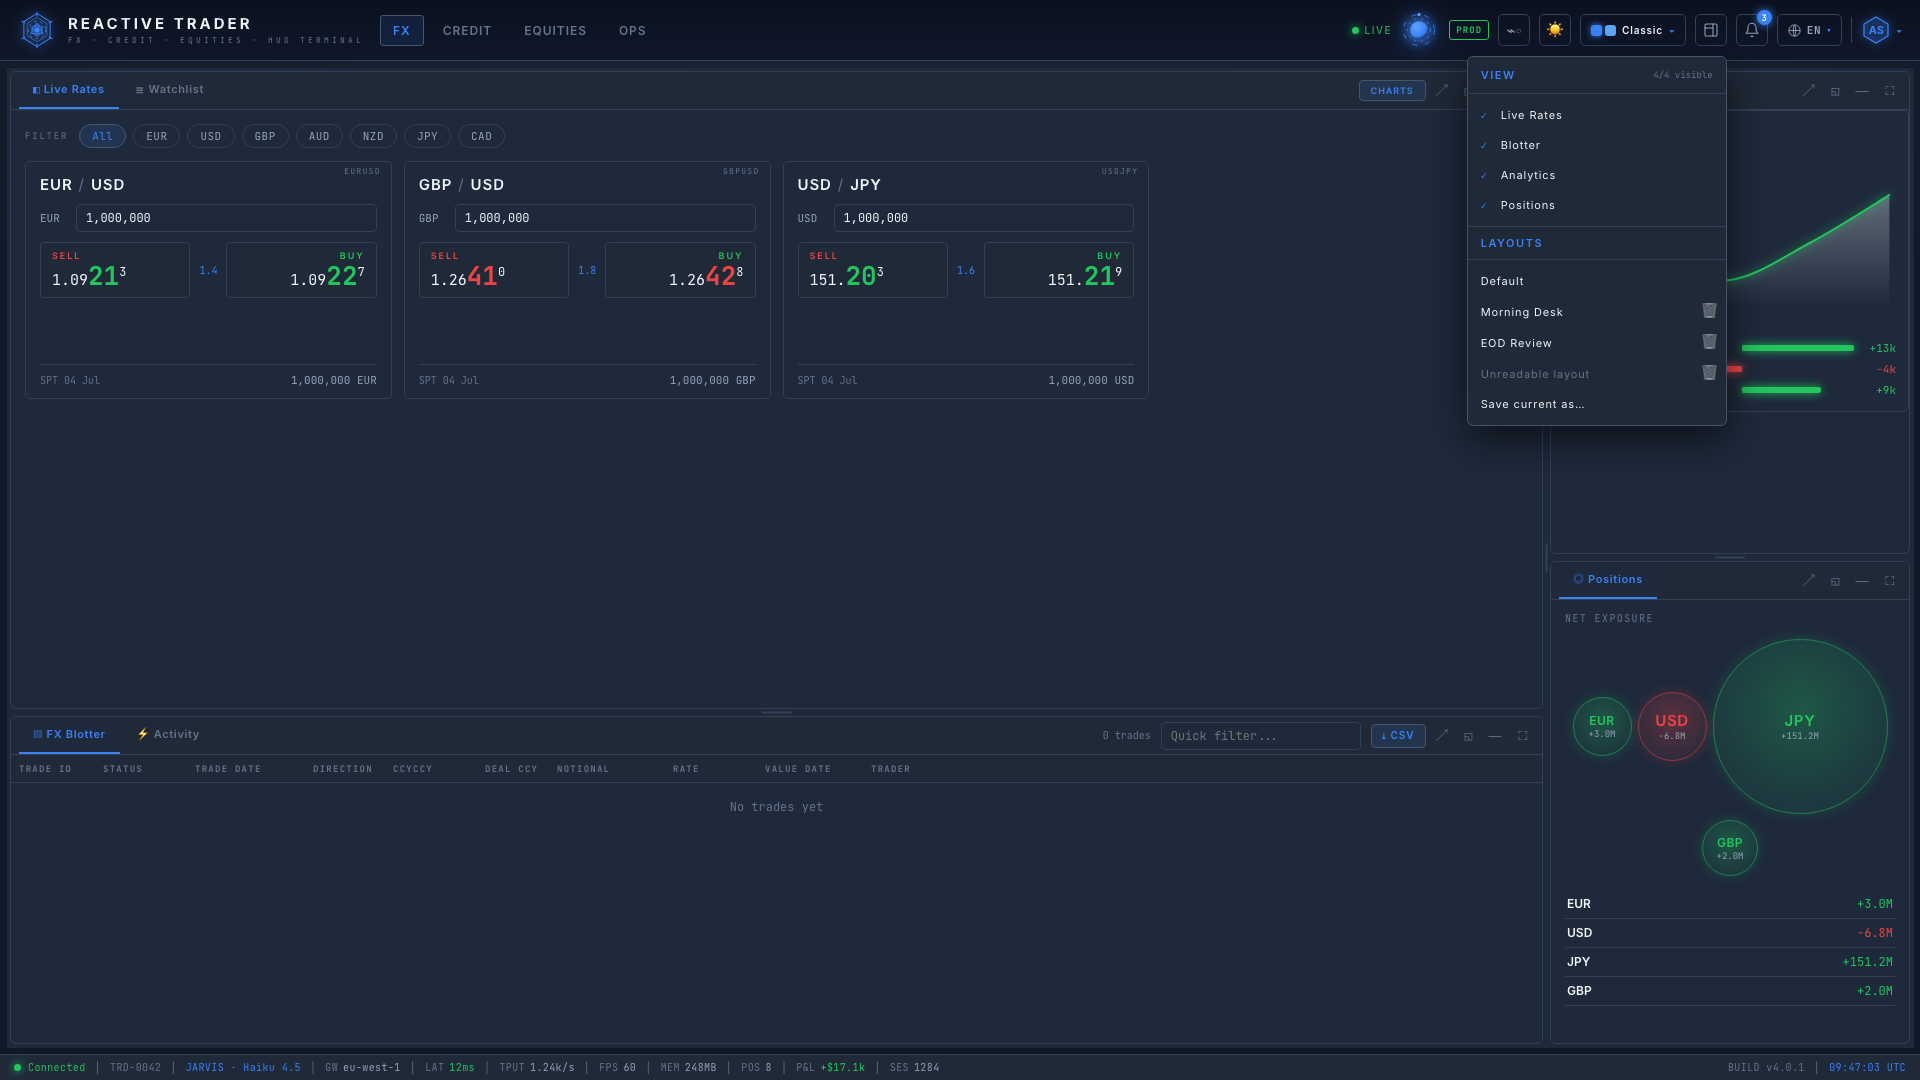 REACTIVE TRADER
FX · CREDIT · EQUITIES · HUD TERMINAL
FX CREDIT EQUITIES OPS
LIVE PROD Classic 3 EN AS
Live Rates Watchlist CHARTS
FILTER All EUR USD GBP AUD NZD JPY CAD
EURUSD
EUR / USD
EUR 1,000,000
SELL
1.09213
1.4
BUY
1.09227
SPT 04 Jul 1,000,000 EUR
GBPUSD
GBP / USD
GBP 1,000,000
SELL
1.26410
1.8
BUY
1.26428
SPT 04 Jul 1,000,000 GBP
USDJPY
USD / JPY
USD 1,000,000
SELL
151.203
1.6
BUY
151.219
SPT 04 Jul 1,000,000 USD
VIEW 4/4 visible
✓ Live Rates
✓ Blotter
✓ Analytics
✓ Positions
LAYOUTS
Default
Morning Desk
EOD Review
Unreadable layout
Save current as…
+13k
-4k
+9k
FX Blotter Activity 0 trades Quick filter... ↓ CSV
TRADE ID STATUS TRADE DATE DIRECTION CCYCCY DEAL CCY NOTIONAL RATE VALUE DATE TRADER
No trades yet
Positions
NET EXPOSURE
EUR
+3.0M
USD
-6.8M
JPY
+151.2M
GBP
+2.0M
EUR +3.0M
USD -6.8M
JPY +151.2M
GBP +2.0M
Connected | TRD-0042 | JARVIS · Haiku 4.5 | GW eu-west-1 | LAT 12ms | TPUT 1.24k/s | FPS 60 | MEM 248MB | POS 8 | P&L +$17.1k | SES 1284
BUILD v4.0.1 | 09:47:03 UTC